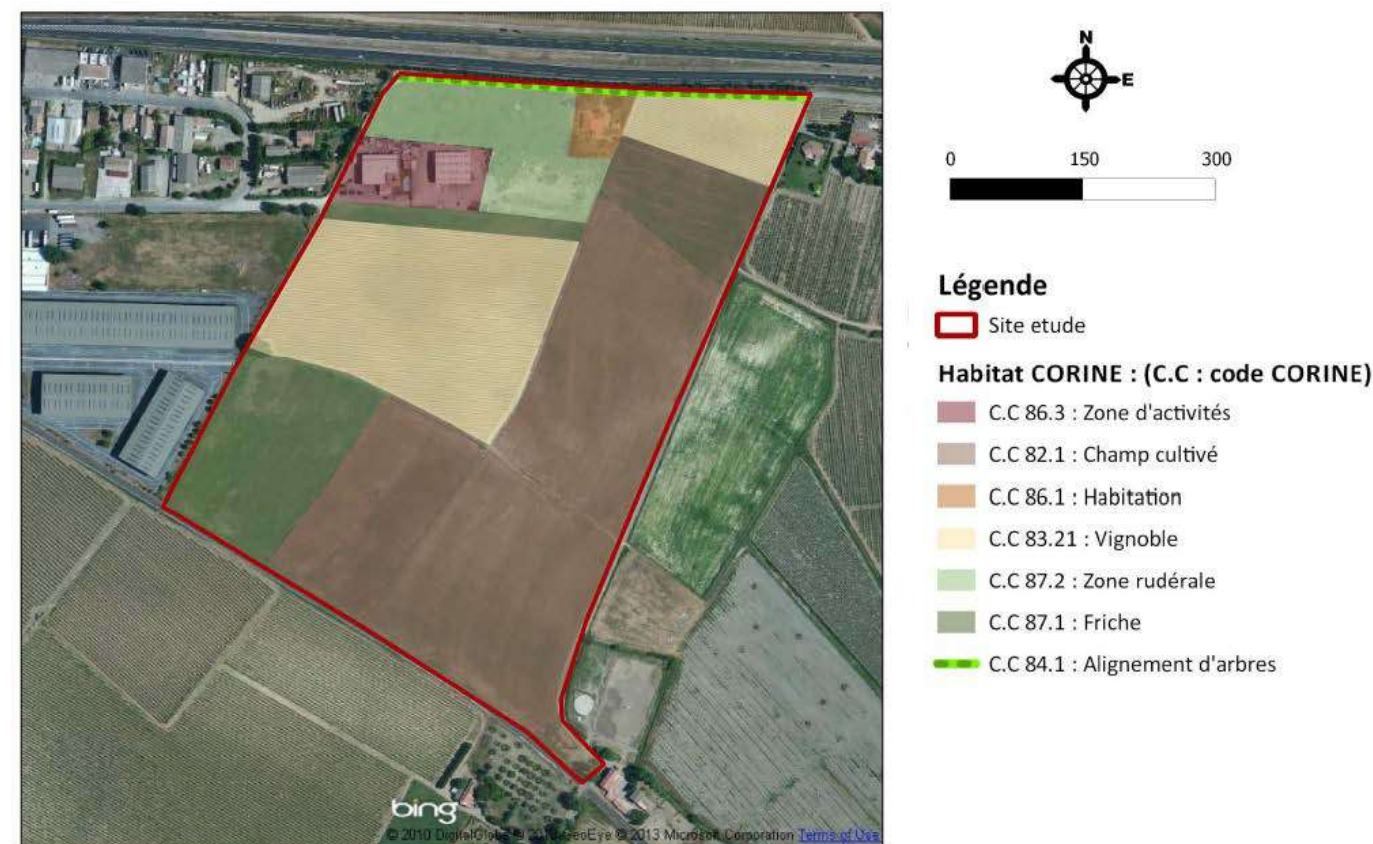 N
E
0 150 300
Légende
Site etude
Habitat CORINE : (C.C : code CORINE)
C.C 86.3 : Zone d'activités
C.C 82.1 : Champ cultivé
C.C 86.1 : Habitation
C.C 83.21 : Vignoble
C.C 87.2 : Zone rudérale
C.C 87.1 : Friche
C.C 84.1 : Alignement d'arbres
bing
© 2010 DigitalGlobe © 2010 GeoEye © 2013 Microsoft Corporation Terms of Use